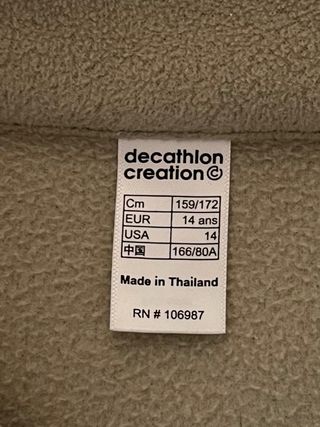 decathlon
creation©
Cm 159/172
EUR 14 ans
USA 14
中国 166/80A
Made in Thailand
RN # 106987